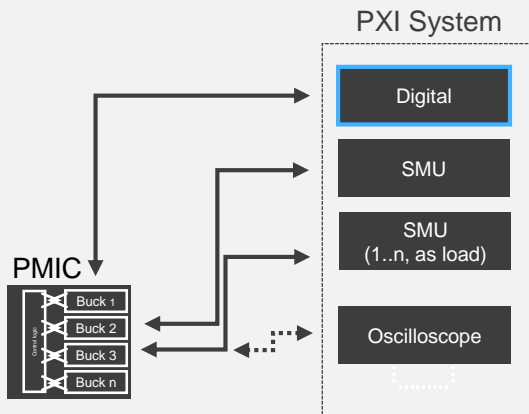 PXI System
Digital
SMU
SMU
(1..n, as load)
Oscilloscope
PMIC
Control logic
Buck 1
Buck 2
Buck 3
Buck n